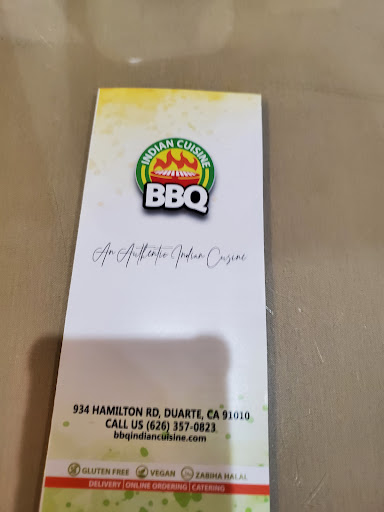 INDIAN CUISINE
BBQ
An Authentic Indian Cuisine
934 HAMILTON RD, DUARTE, CA 91010
CALL US (626) 357-0823
bbqindiancuisine.com
GLUTEN FREE VEGAN ZABIHA HALAL
DELIVERY | ONLINE ORDERING | CATERING